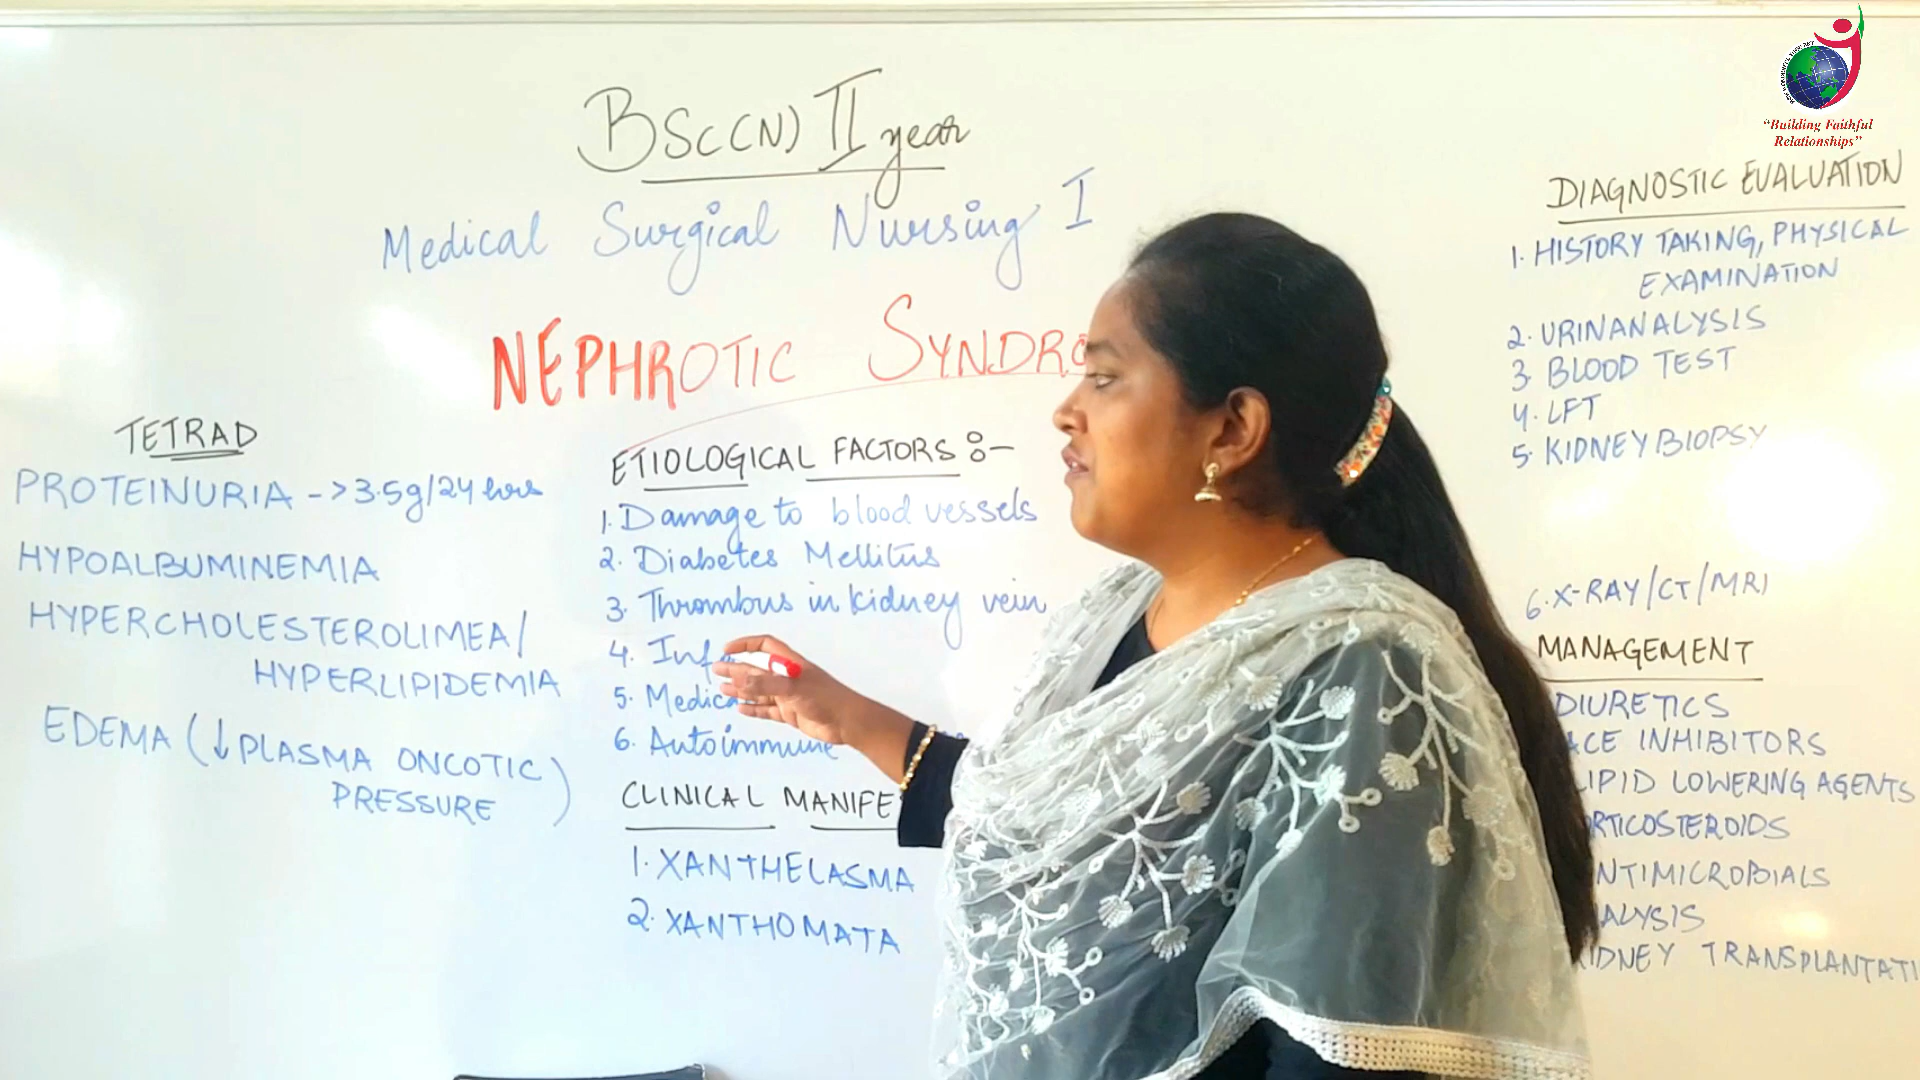 BSc(N) II year
Medical Surgical Nursing I
NEPHROTIC SYNDRO
TETRAD
PROTEINURIA -> 3.5g/24 hrs
HYPOALBUMINEMIA
HYPERCHOLESTEROLIMEA/
HYPERLIPIDEMIA
EDEMA (↓ PLASMA ONCOTIC
PRESSURE)
ETIOLOGICAL FACTORS :-
1. Damage to blood vessels
2. Diabetes Mellitus
3. Thrombus in kidney vein
4. Inf
5. Medica
6. Autoimmune
CLINICAL MANIFE
1. XANTHELASMA
2. XANTHOMATA
"Building Faithful
Relationships"
DIAGNOSTIC EVALUATION
1. HISTORY TAKING, PHYSICAL
EXAMINATION
2. URINANALYSIS
3. BLOOD TEST
4. LFT
5. KIDNEY BIOPSY
6. X-RAY/CT/MRI
MANAGEMENT
DIURETICS
ACE INHIBITORS
LIPID LOWERING AGENTS
RTICOSTEROIDS
NTIMICROBIALS
ALYSIS
KIDNEY TRANSPLANTATI